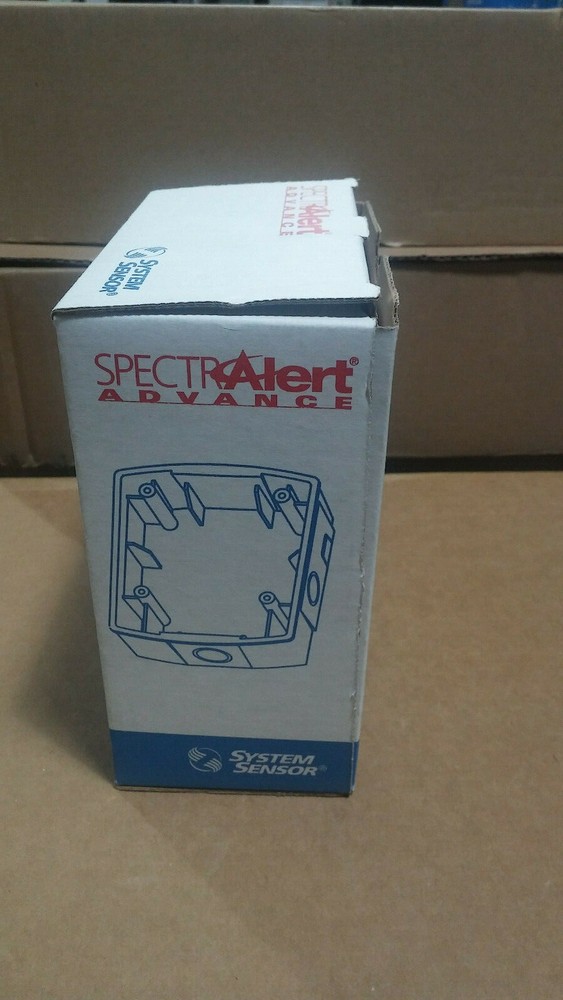 SPECTRAlert
ADVANCE
SYSTEM
SENSOR®
SPECTRAlert®
ADVANCE
SYSTEM
SENSOR®